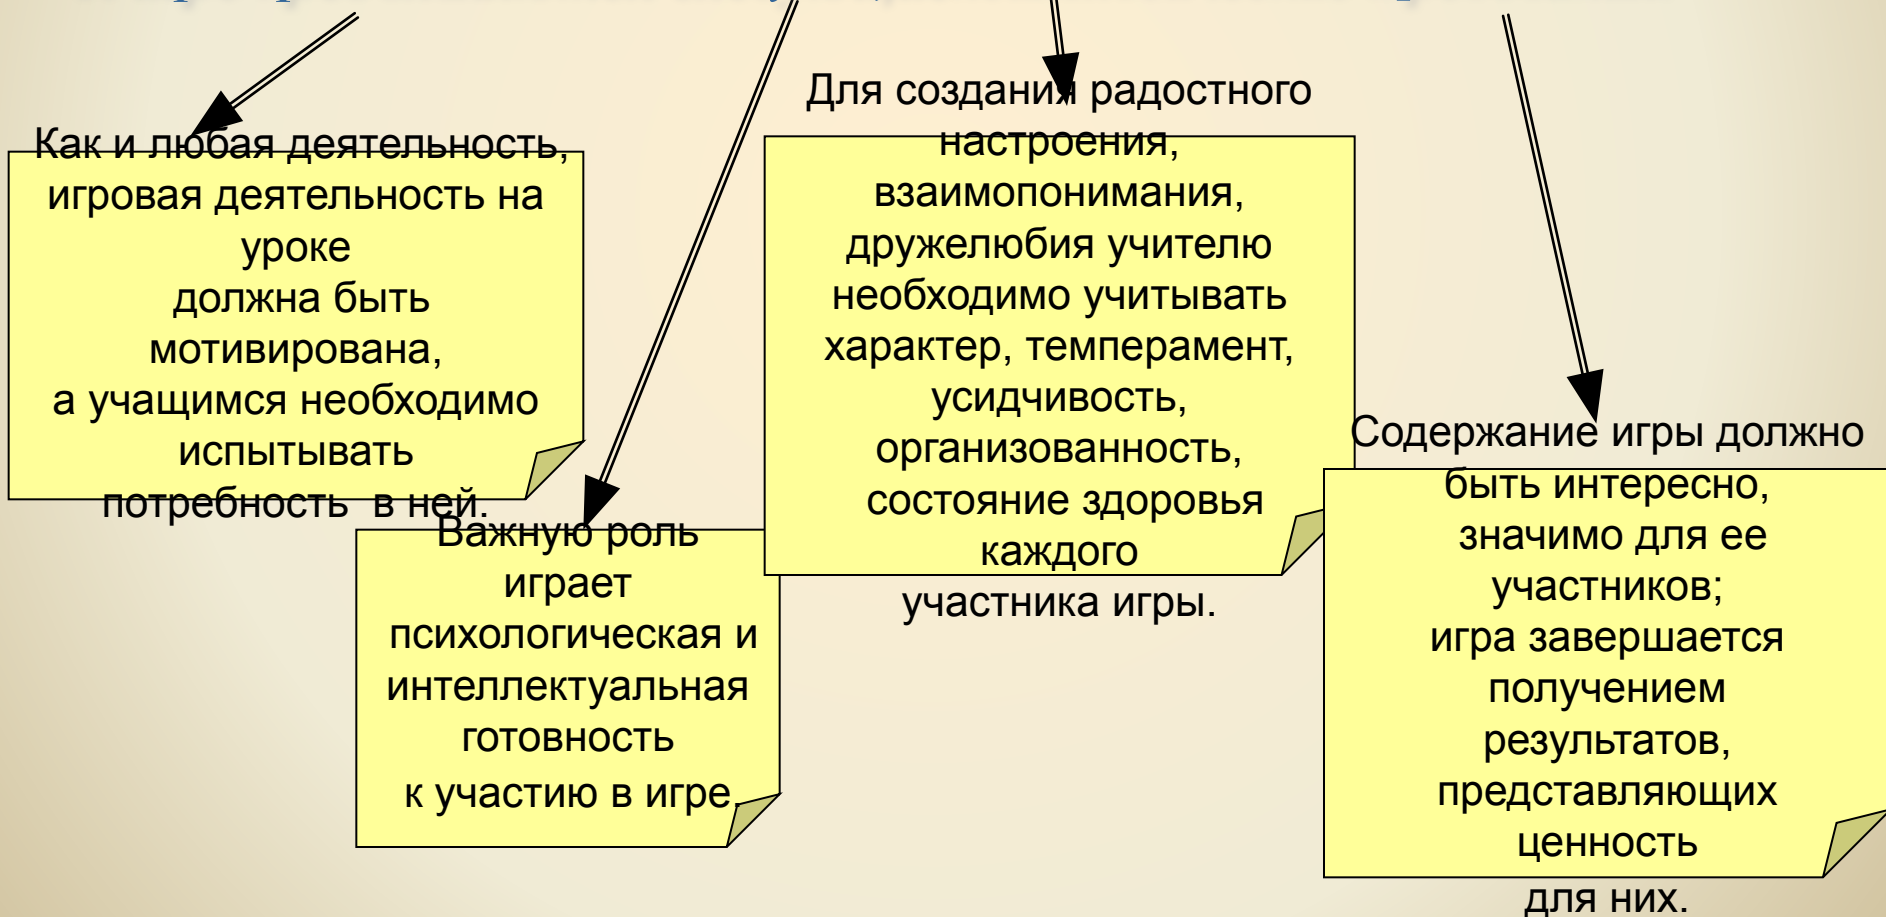 Как и любая деятельность,
игровая деятельность на
уроке
должна быть
мотивирована,
а учащимся необходимо
испытывать
потребность в ней.
Важную роль
играет
психологическая и
интеллектуальная
готовность
к участию в игре.
Для создания радостного
настроения,
взаимопонимания,
дружелюбия учителю
необходимо учитывать
характер, темперамент,
усидчивость,
организованность,
состояние здоровья
каждого
участника игры.
Содержание игры должно
быть интересно,
значимо для ее
участников;
игра завершается
получением
результатов,
представляющих
ценность
для них.